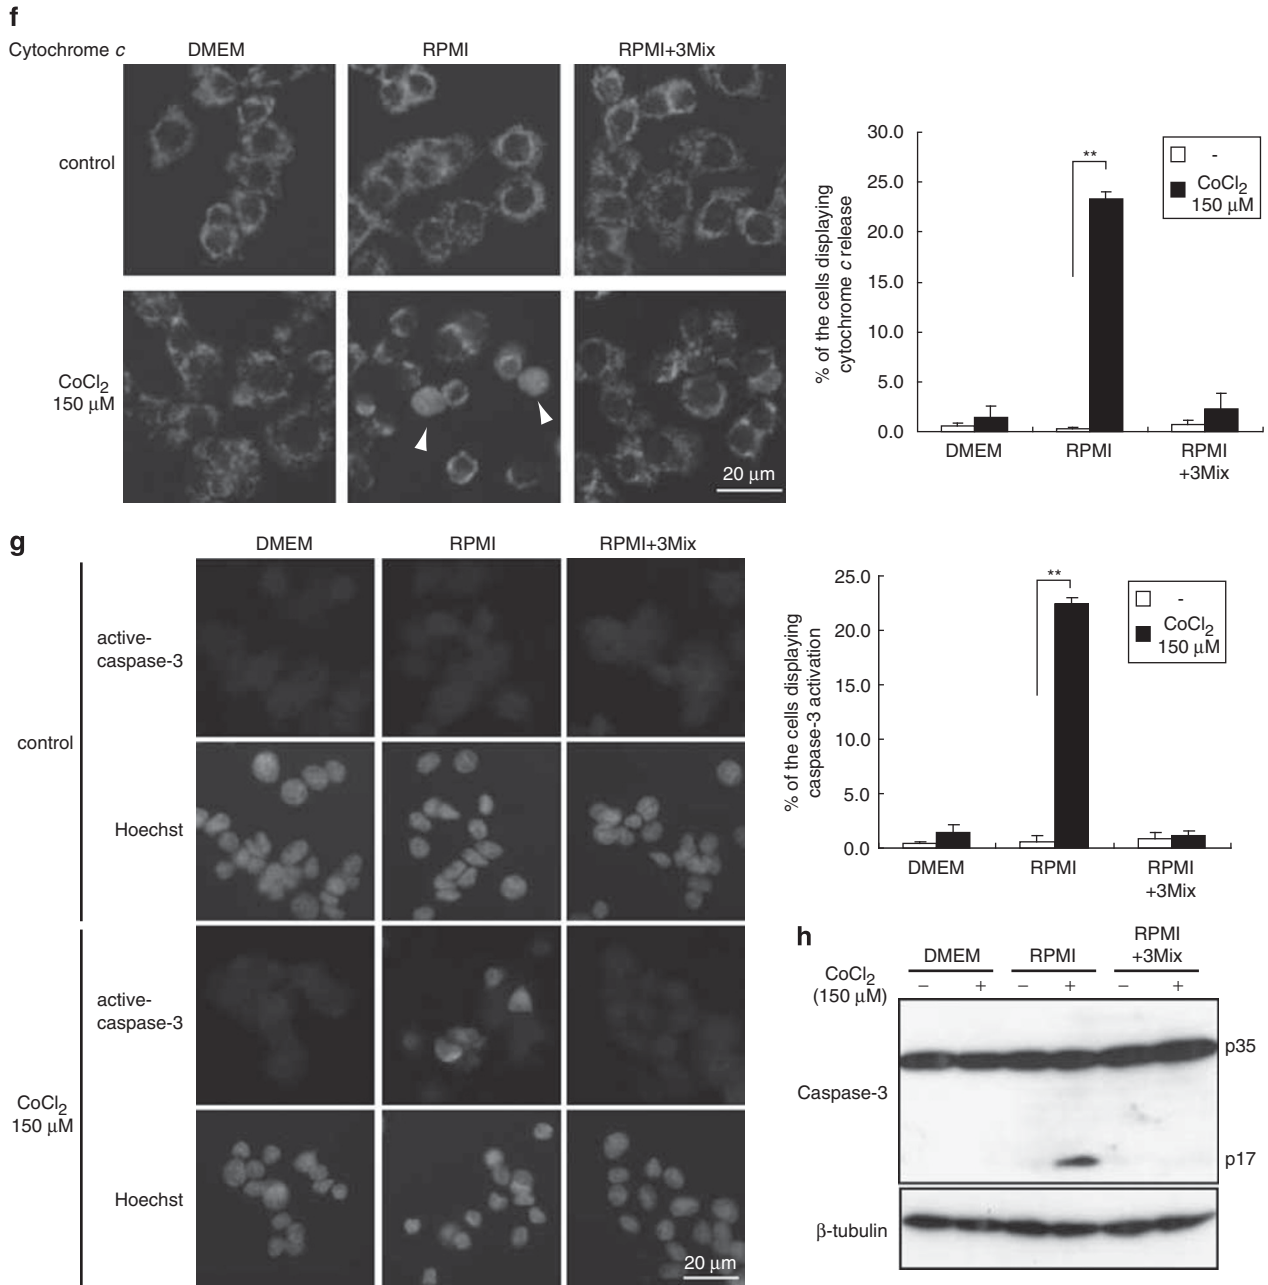 f
Cytochrome c
DMEM
RPMI
RPMI+3Mix
control
CoCl2
150 μM
20 μm
% of the cells displaying
cytochrome c release
30.0
25.0
20.0
15.0
10.0
5.0
0.0
**
-
CoCl2
150 μM
DMEM
RPMI
RPMI
+3Mix
g
DMEM
RPMI
RPMI+3Mix
control
active-
caspase-3
Hoechst
CoCl2
150 μM
active-
caspase-3
Hoechst
20 μm
% of the cells displaying
caspase-3 activation
25.0
20.0
15.0
10.0
5.0
0.0
**
-
CoCl2
150 μM
DMEM
RPMI
RPMI
+3Mix
h
DMEM
RPMI
RPMI
+3Mix
CoCl2
(150 μM)
− + − + − +
Caspase-3
p35
p17
β-tubulin